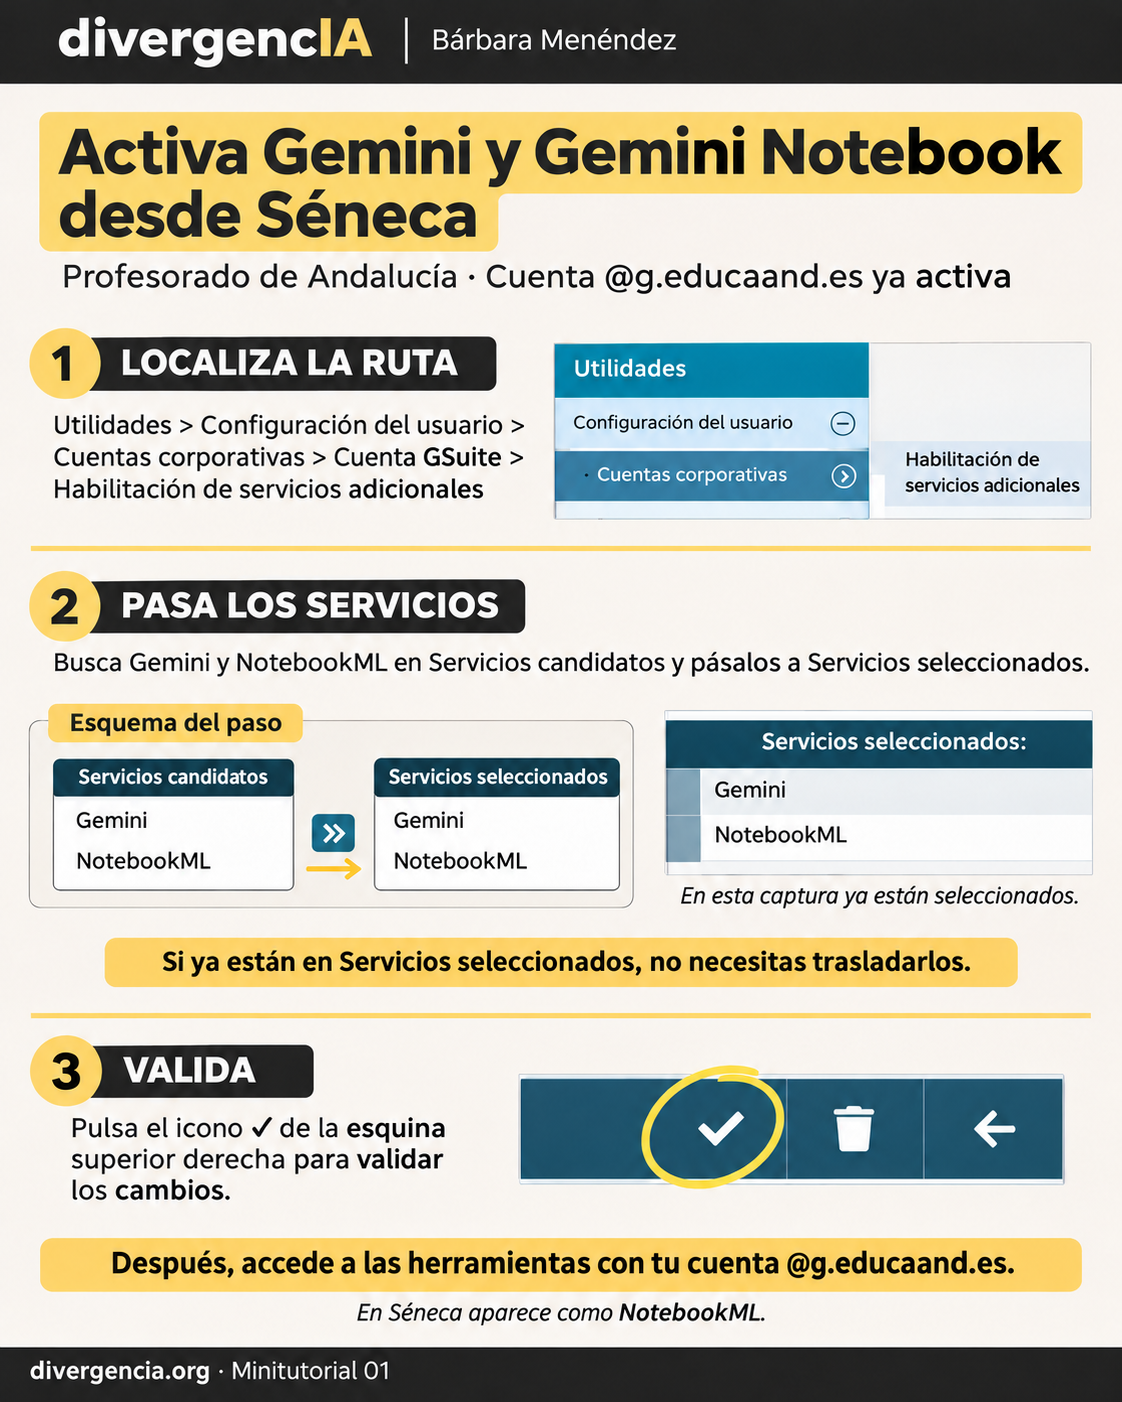 divergencIA | Bárbara Menéndez
Activa Gemini y Gemini Notebook
desde Séneca
Profesorado de Andalucía · Cuenta @g.educaand.es ya activa
1 LOCALIZA LA RUTA
Utilidades > Configuración del usuario >
Cuentas corporativas > Cuenta GSuite >
Habilitación de servicios adicionales
Utilidades
Configuración del usuario
· Cuentas corporativas
Habilitación de
servicios adicionales
2 PASA LOS SERVICIOS
Busca Gemini y NotebookML en Servicios candidatos y pásalos a Servicios seleccionados.
Esquema del paso
Servicios candidatos
Gemini
NotebookML
Servicios seleccionados
Gemini
NotebookML
Servicios seleccionados:
Gemini
NotebookML
En esta captura ya están seleccionados.
Si ya están en Servicios seleccionados, no necesitas trasladarlos.
3 VALIDA
Pulsa el icono ✓ de la esquina
superior derecha para validar
los cambios.
Después, accede a las herramientas con tu cuenta @g.educaand.es.
En Séneca aparece como NotebookML.
divergencia.org · Minitutorial 01